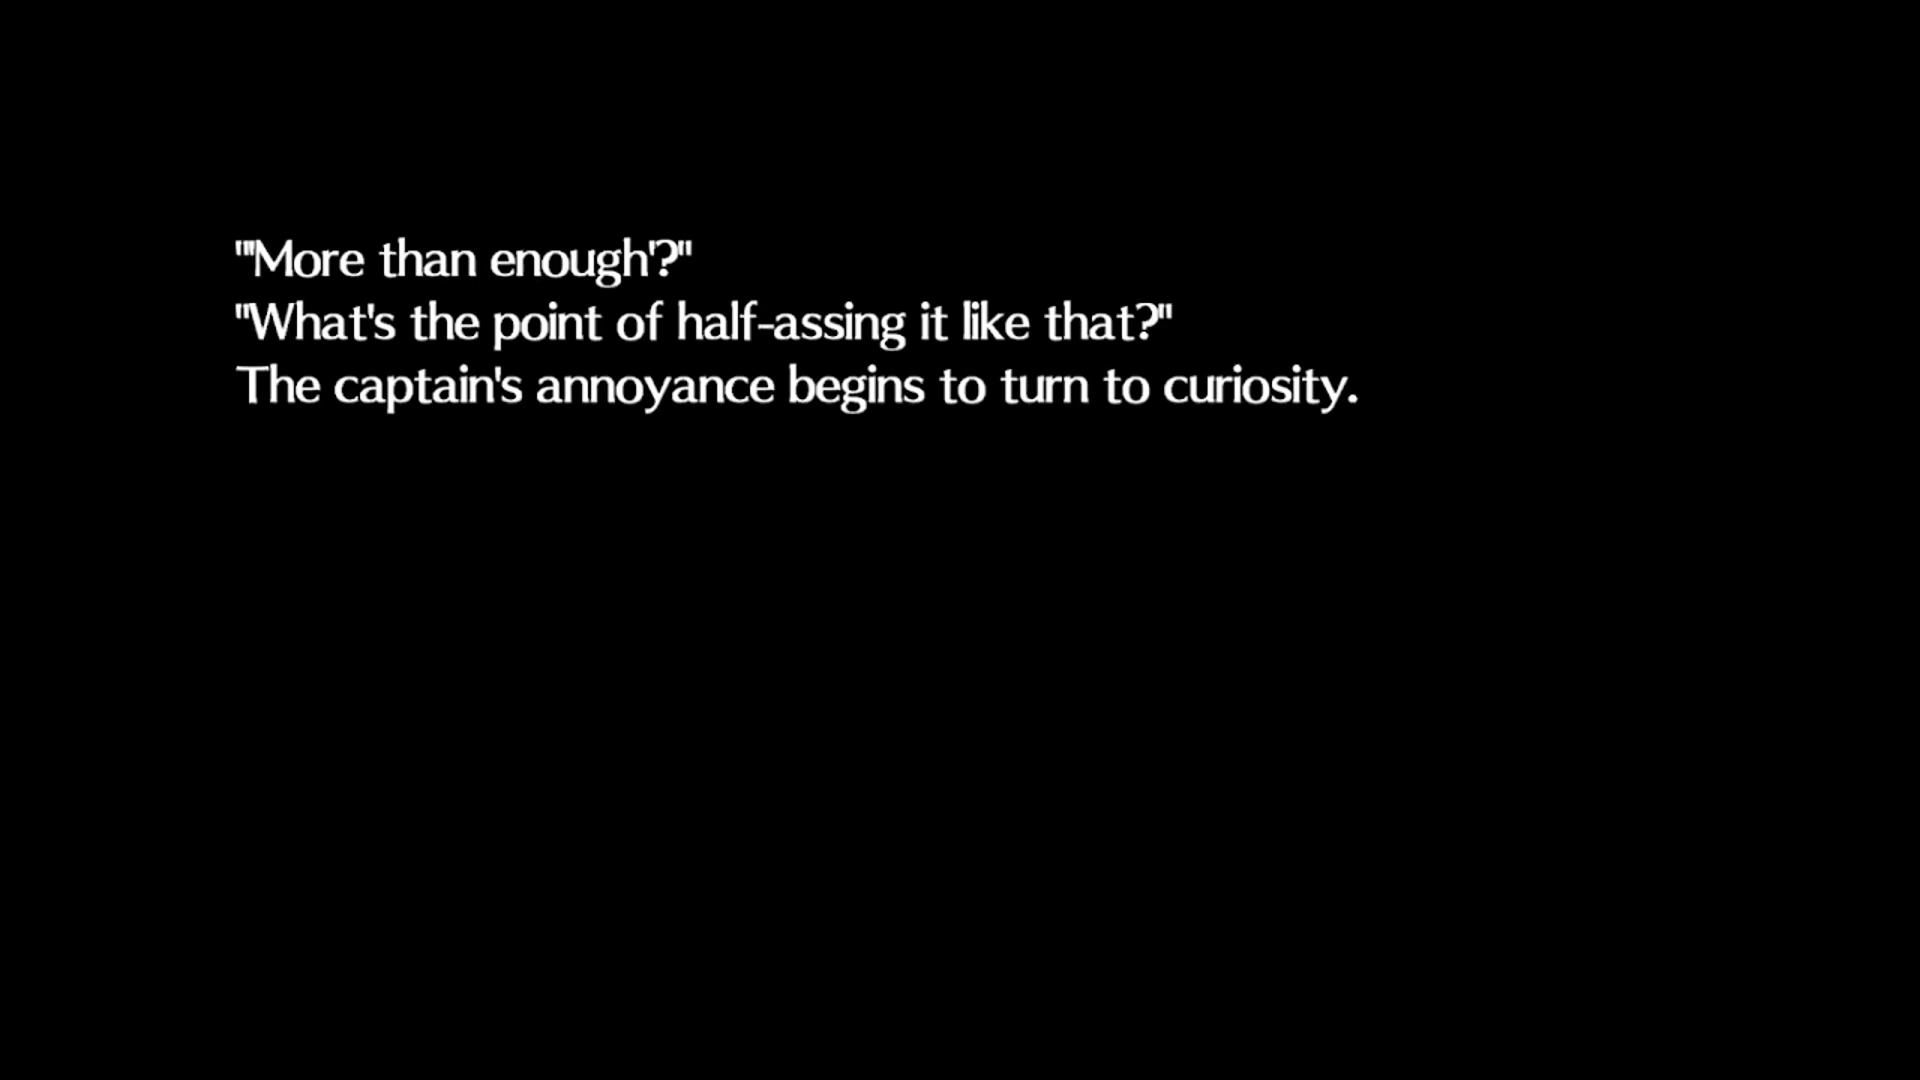 "'More than enough'?"
"What's the point of half-assing it like that?"
The captain's annoyance begins to turn to curiosity.